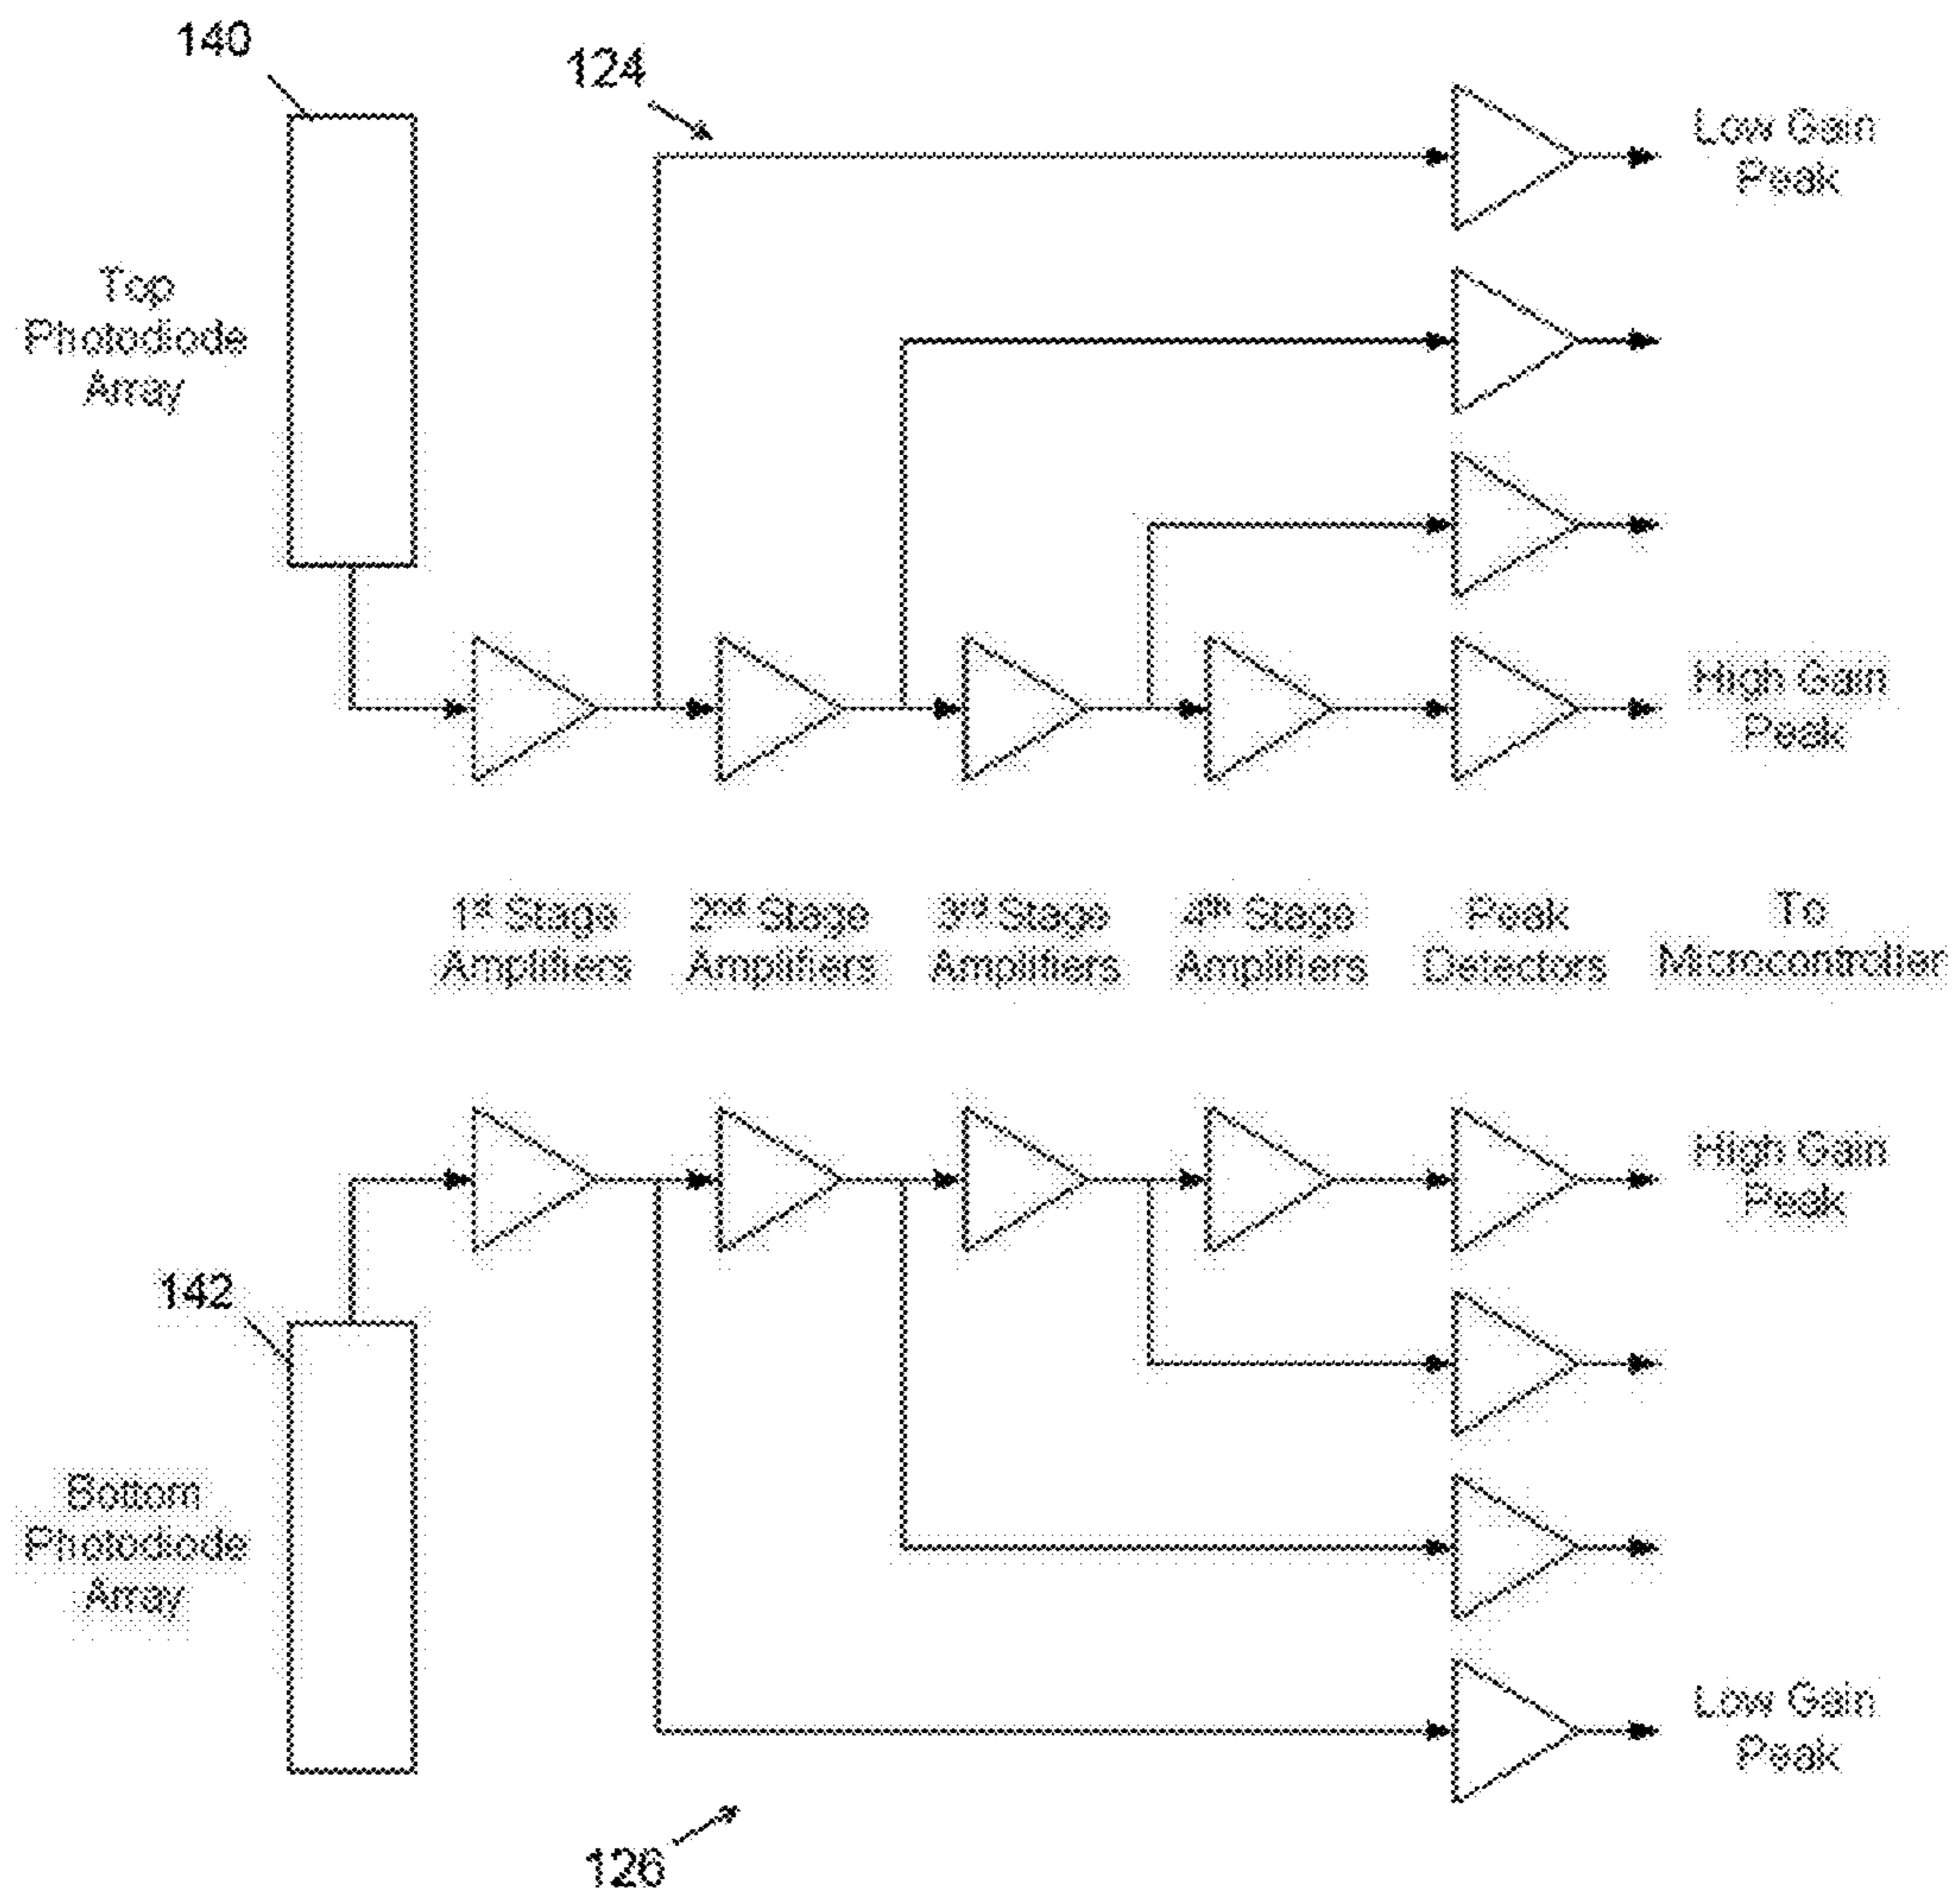 140
124
Low Gain
Peak
Top
Photodiode
Array
High Gain
Peak
1st Stage
Amplifiers
2nd Stage
Amplifiers
3rd Stage
Amplifiers
4th Stage
Amplifiers
Peak
Detectors
To
Microcontroller
High Gain
Peak
142
Bottom
Photodiode
Array
Low Gain
Peak
126